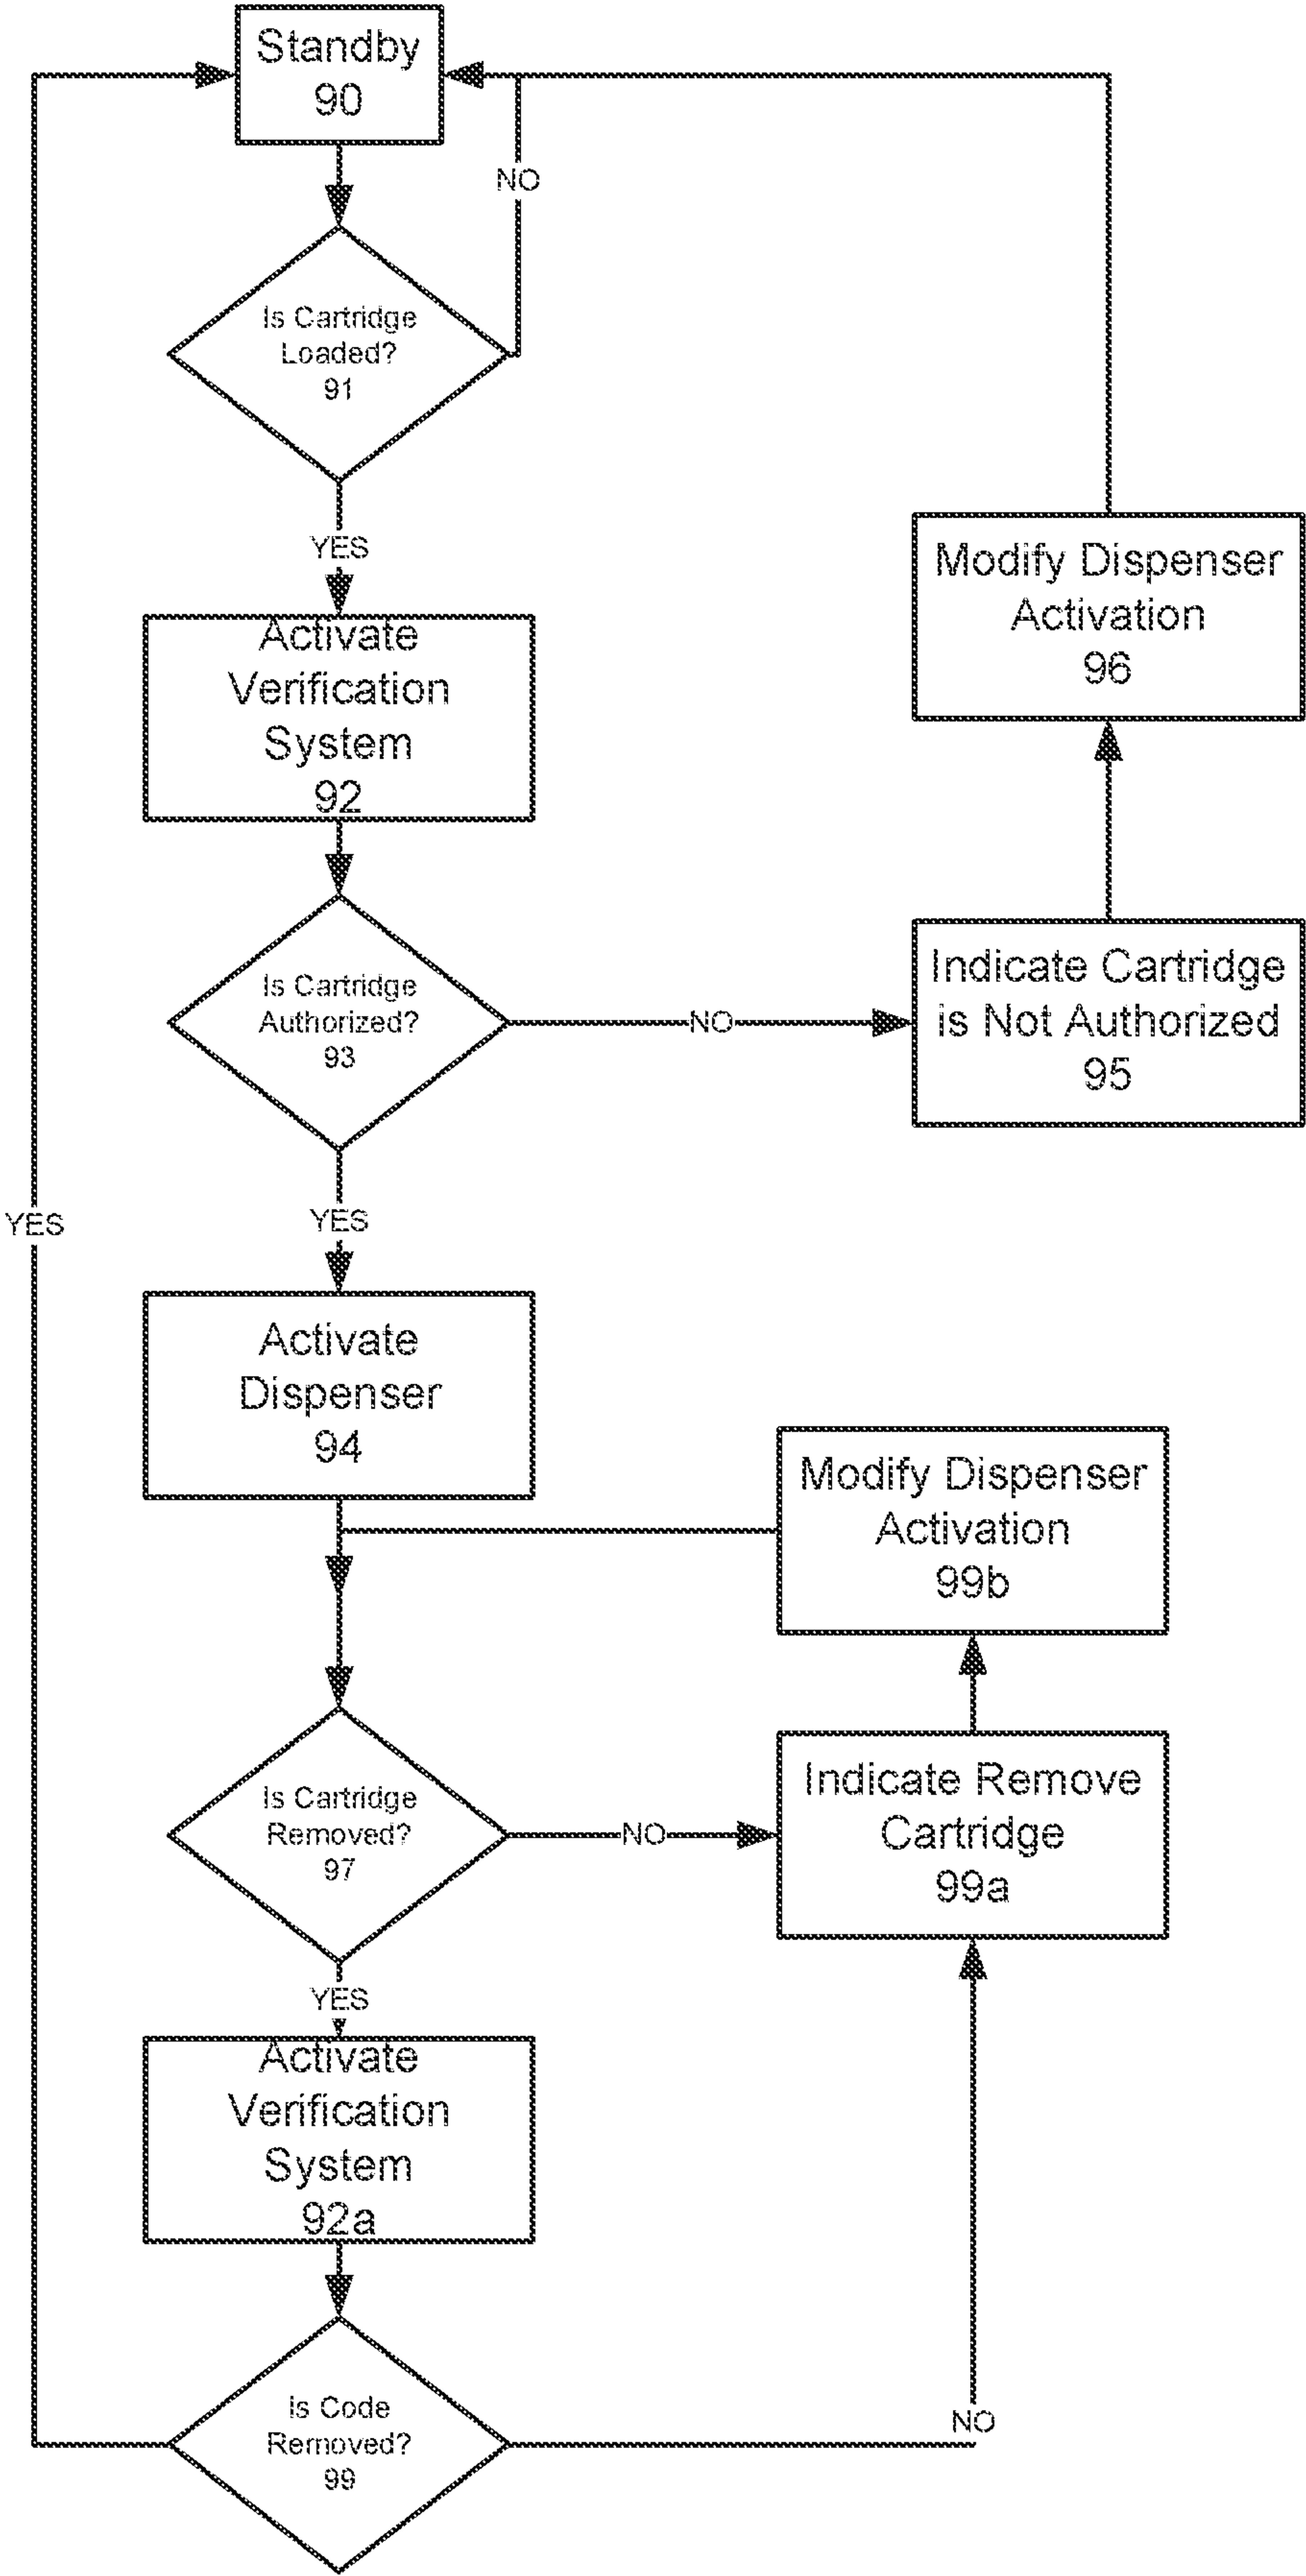 Standby
90
NO
Is Cartridge
Loaded?
91
YES
Activate
Verification
System
92
Modify Dispenser
Activation
96
Is Cartridge
Authorized?
93
NO
Indicate Cartridge
is Not Authorized
95
YES
YES
Activate
Dispenser
94
Modify Dispenser
Activation
99b
Is Cartridge
Removed?
97
NO
Indicate Remove
Cartridge
99a
YES
Activate
Verification
System
92a
Is Code
Removed?
99
NO